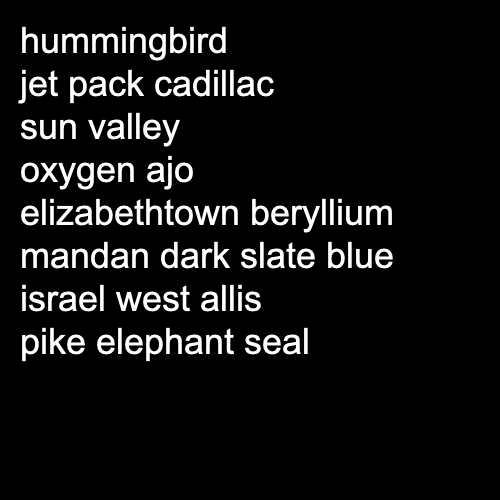 hummingbird
jet pack cadillac
sun valley
oxygen ajo
elizabethtown beryllium
mandan dark slate blue
israel west allis
pike elephant seal